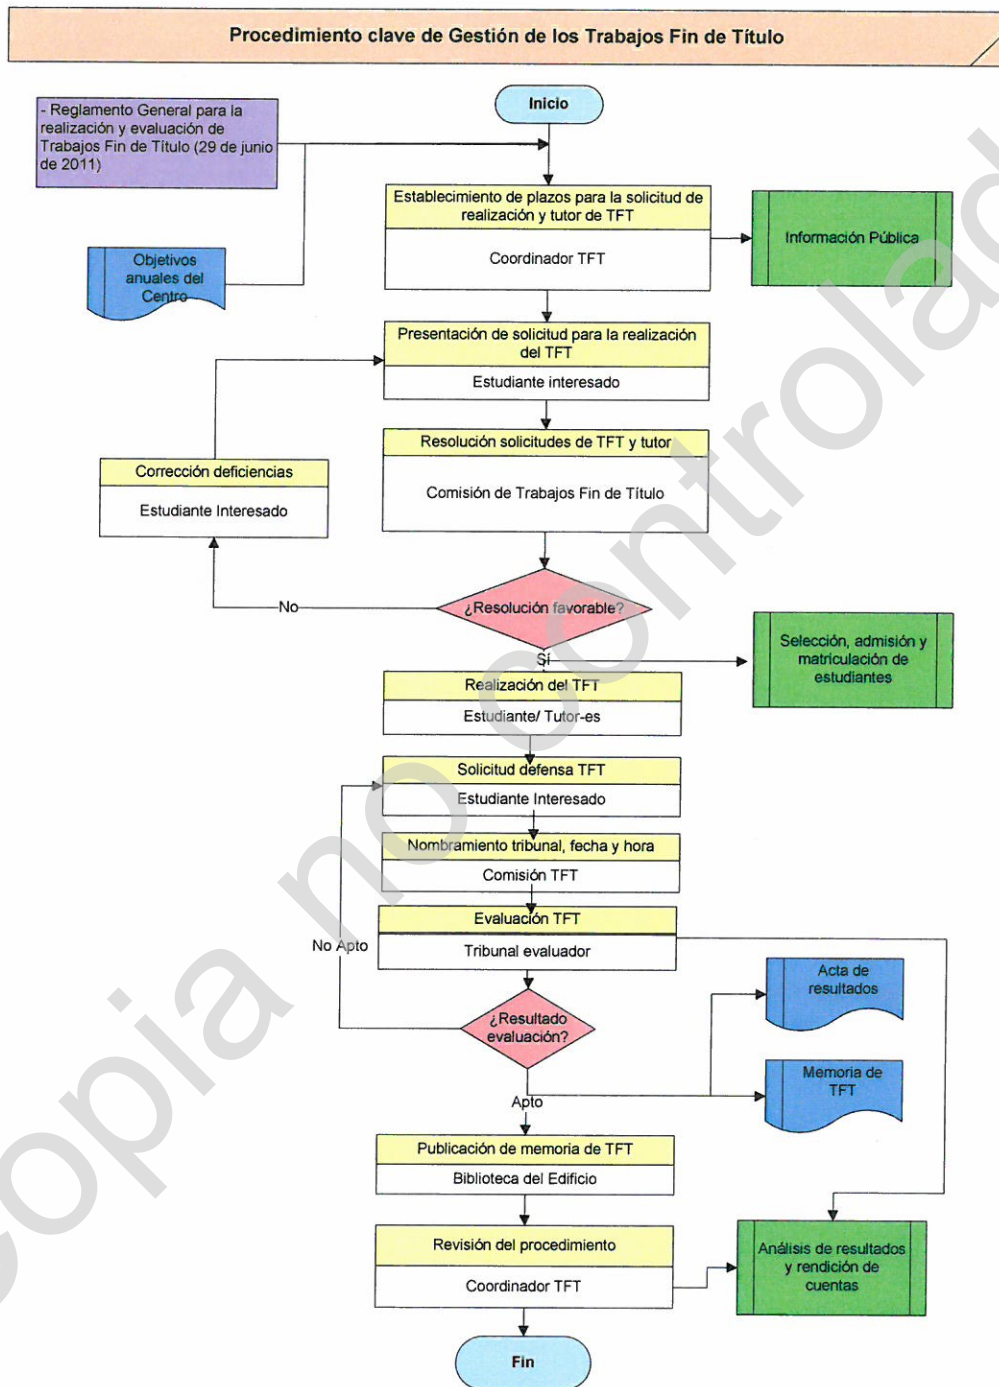 Procedimiento clave de Gestión de los Trabajos Fin de Título
Inicio
- Reglamento General para la
realización y evaluación de
Trabajos Fin de Título (29 de junio
de 2011)
Establecimiento de plazos para la solicitud de
realización y tutor de TFT
Coordinador TFT
Información Pública
Objetivos
anuales del
Centro
Presentación de solicitud para la realización
del TFT
Estudiante interesado
Resolución solicitudes de TFT y tutor
Comisión de Trabajos Fin de Título
Corrección deficiencias
Estudiante Interesado
¿Resolución favorable?
No
Sí
Selección, admisión y
matriculación de
estudiantes
Realización del TFT
Estudiante/ Tutor-es
Solicitud defensa TFT
Estudiante Interesado
Nombramiento tribunal, fecha y hora
Comisión TFT
Evaluación TFT
Tribunal evaluador
No Apto
¿Resultado
evaluación?
Acta de
resultados
Memoria de
TFT
Apto
Publicación de memoria de TFT
Biblioteca del Edificio
Revisión del procedimiento
Coordinador TFT
Análisis de resultados
y rendición de
cuentas
Fin
copia no controlad